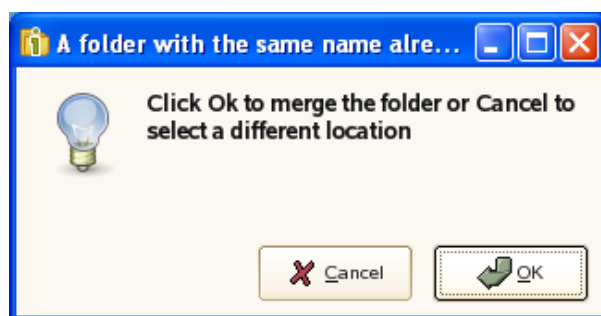 A folder with the same name alre...
Click Ok to merge the folder or Cancel to
select a different location
Cancel
OK